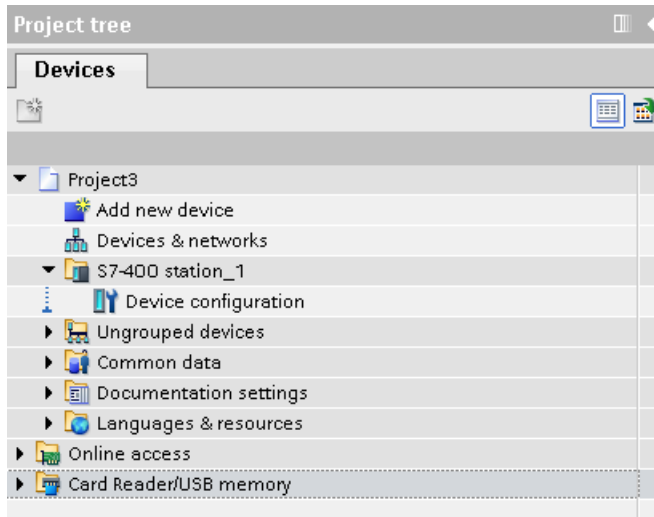 Project tree
Devices
Project3
Add new device
Devices & networks
S7-400 station_1
Device configuration
Ungrouped devices
Common data
Documentation settings
Languages & resources
Online access
Card Reader/USB memory